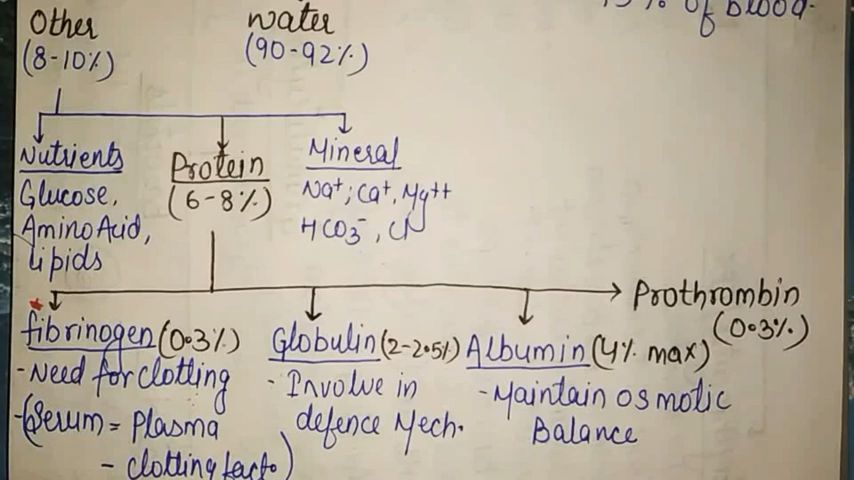 % of blood.
Other
water
(8-10%)
(90-92%)
Nutrients
Protein
Mineral
Glucose,
(6-8%)
Na⁺, Ca⁺, Mg⁺⁺
Amino Acid,
HCO₃⁻, Cl⁻
Lipids
Prothrombin
(0.3%)
fibrinogen (0.3%)
Globulin (2-2.5%)
Albumin (4% max)
- Need for clotting
- Involve in
- Maintain osmotic
- (Serum = Plasma
defence Mech.
Balance
- clotting facto)